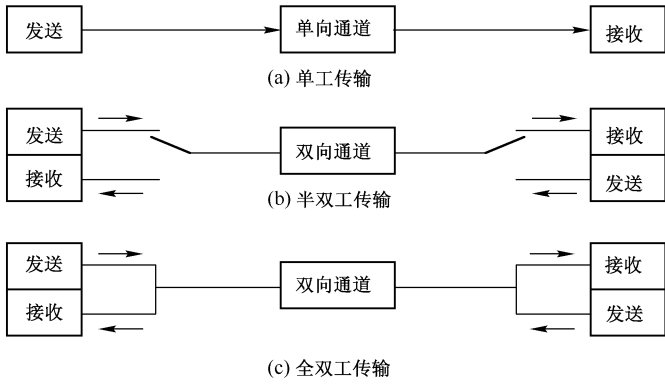 发送 单向通道 接收
(a) 单工传输
发送 双向通道 接收
接收 发送
(b) 半双工传输
发送 双向通道 接收
接收 发送
(c) 全双工传输